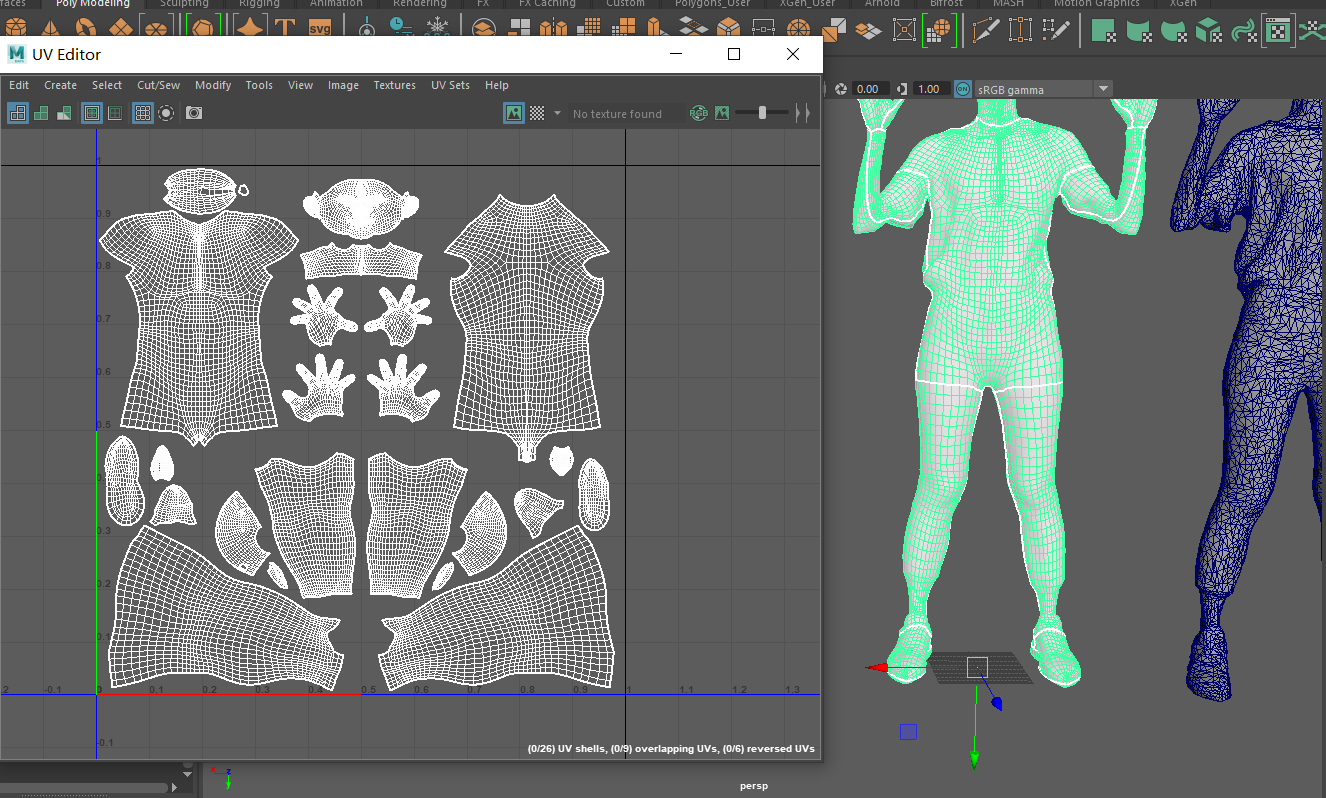 faces Poly Modeling Sculpting Rigging Animation Rendering FX FX Caching Custom Polygons_User XGen_User Arnold Bifrost MASH Motion Graphics XGen
T SVG
M UV Editor
Edit Create Select Cut/Sew Modify Tools View Image Textures UV Sets Help
No texture found RGB
0.00 1.00 ON sRGB gamma
1
0.9
0.8
0.7
0.6
0.5
0.3
0.2
0.1
2 -0.1 0 0.1 0.2 0.3 0.4 0.5 0.6 0.7 0.8 0.9 1 1.1 1.2 1.3
-0.1
(0/26) UV shells, (0/9) overlapping UVs, (0/6) reversed UVs
persp